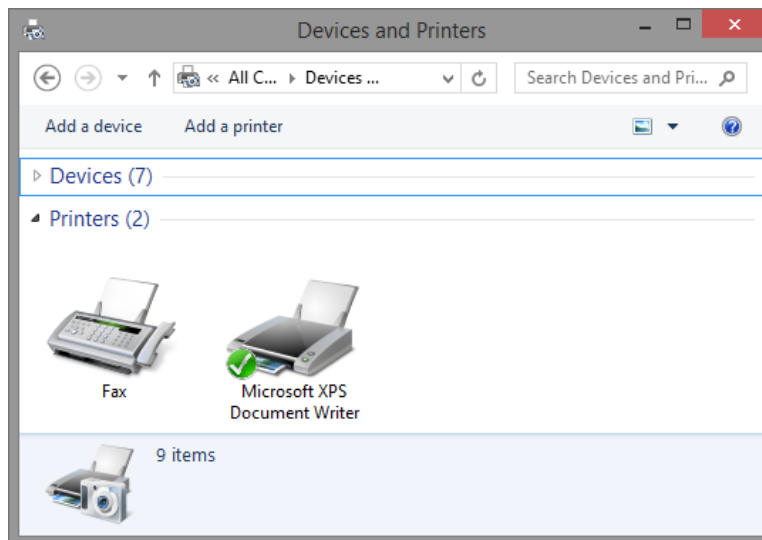 Devices and Printers
« All C... Devices ...
Search Devices and Pri...
Add a device Add a printer
Devices (7)
Printers (2)
Fax
Microsoft XPS
Document Writer
9 items